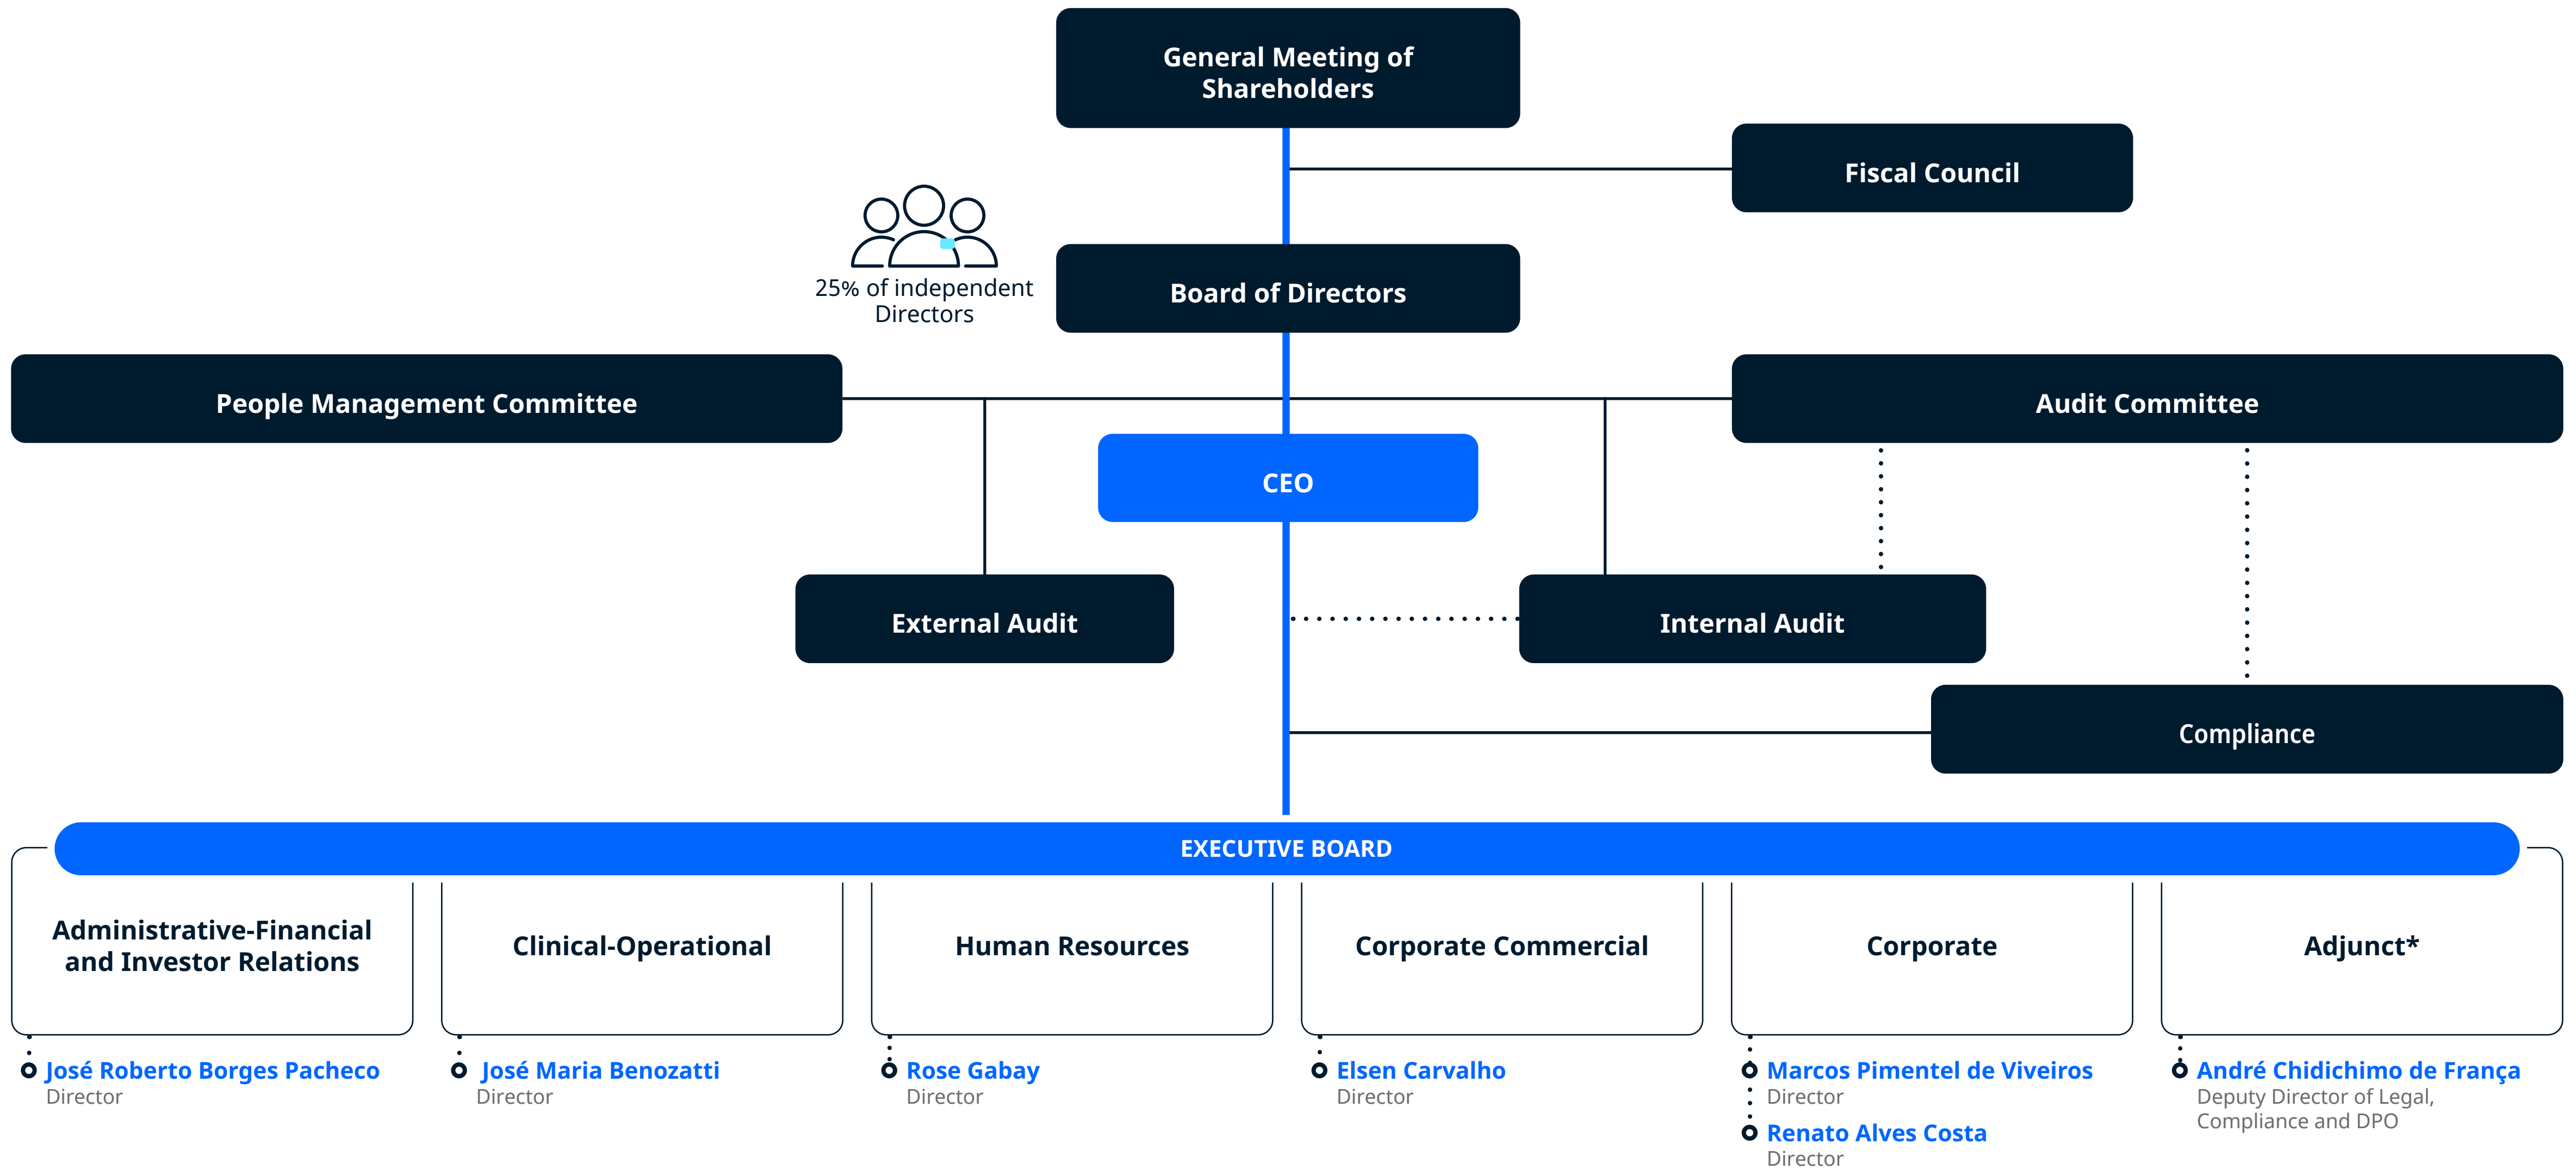 General Meeting of
Shareholders
Fiscal Council
25% of independent
Directors
Board of Directors
People Management Committee
Audit Committee
CEO
External Audit
Internal Audit
Compliance
EXECUTIVE BOARD
Administrative-Financial
and Investor Relations
Clinical-Operational
Human Resources
Corporate Commercial
Corporate
Adjunct*
José Roberto Borges Pacheco
Director
José Maria Benozatti
Director
Rose Gabay
Director
Elsen Carvalho
Director
Marcos Pimentel de Viveiros
Director
Renato Alves Costa
Director
André Chidichimo de França
Deputy Director of Legal,
Compliance and DPO